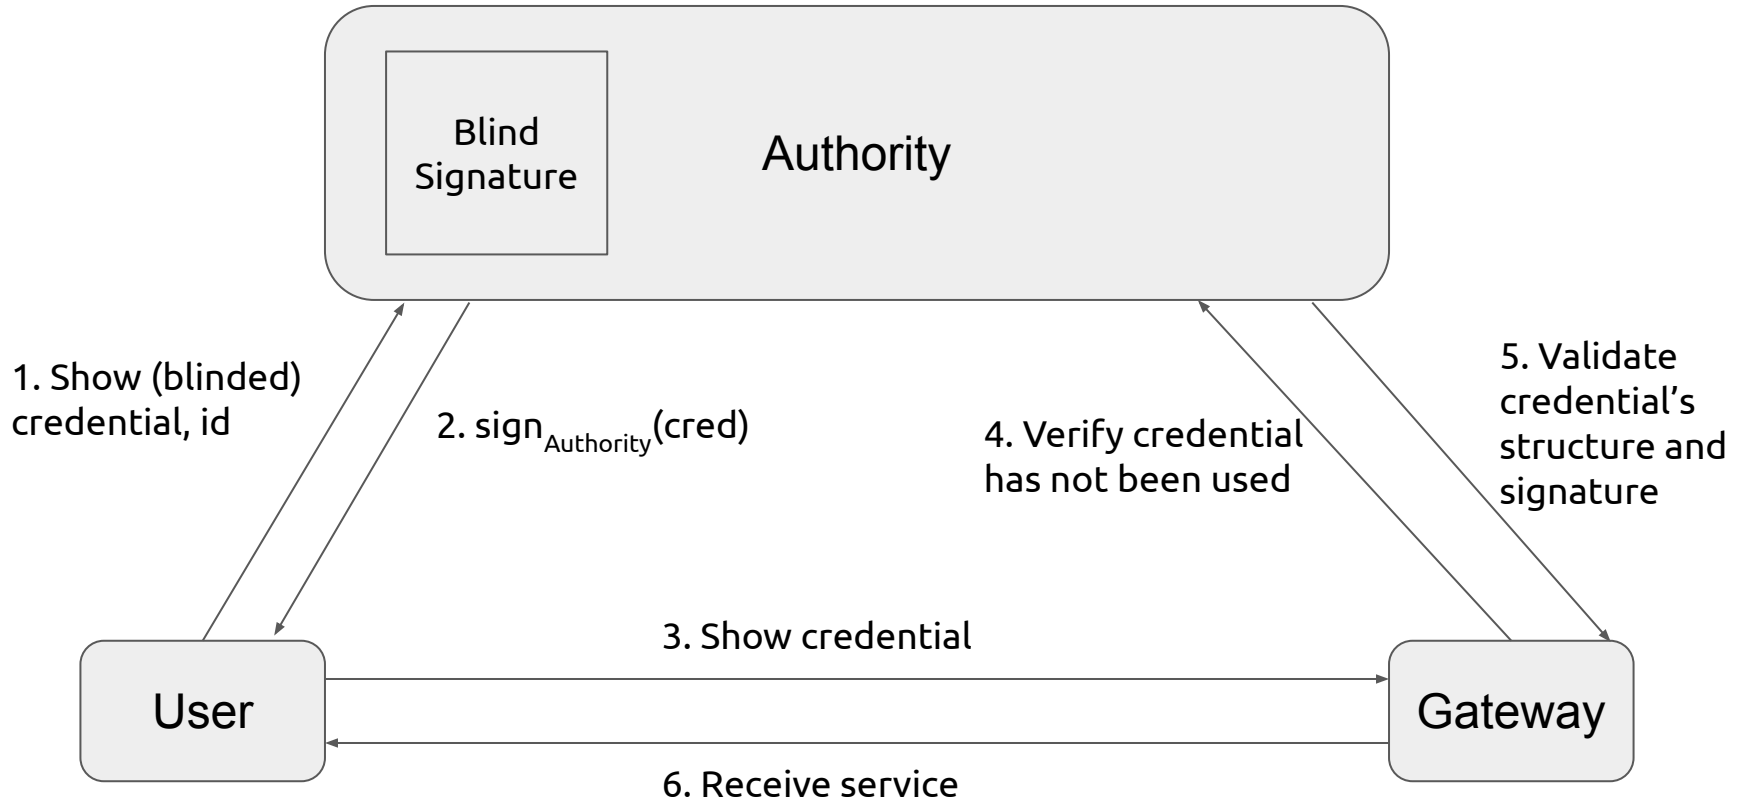 Blind
Signature
Authority
1. Show (blinded)
credential, id
2. sign_Authority(cred)
4. Verify credential
has not been used
5. Validate
credential’s
structure and
signature
3. Show credential
User
Gateway
6. Receive service